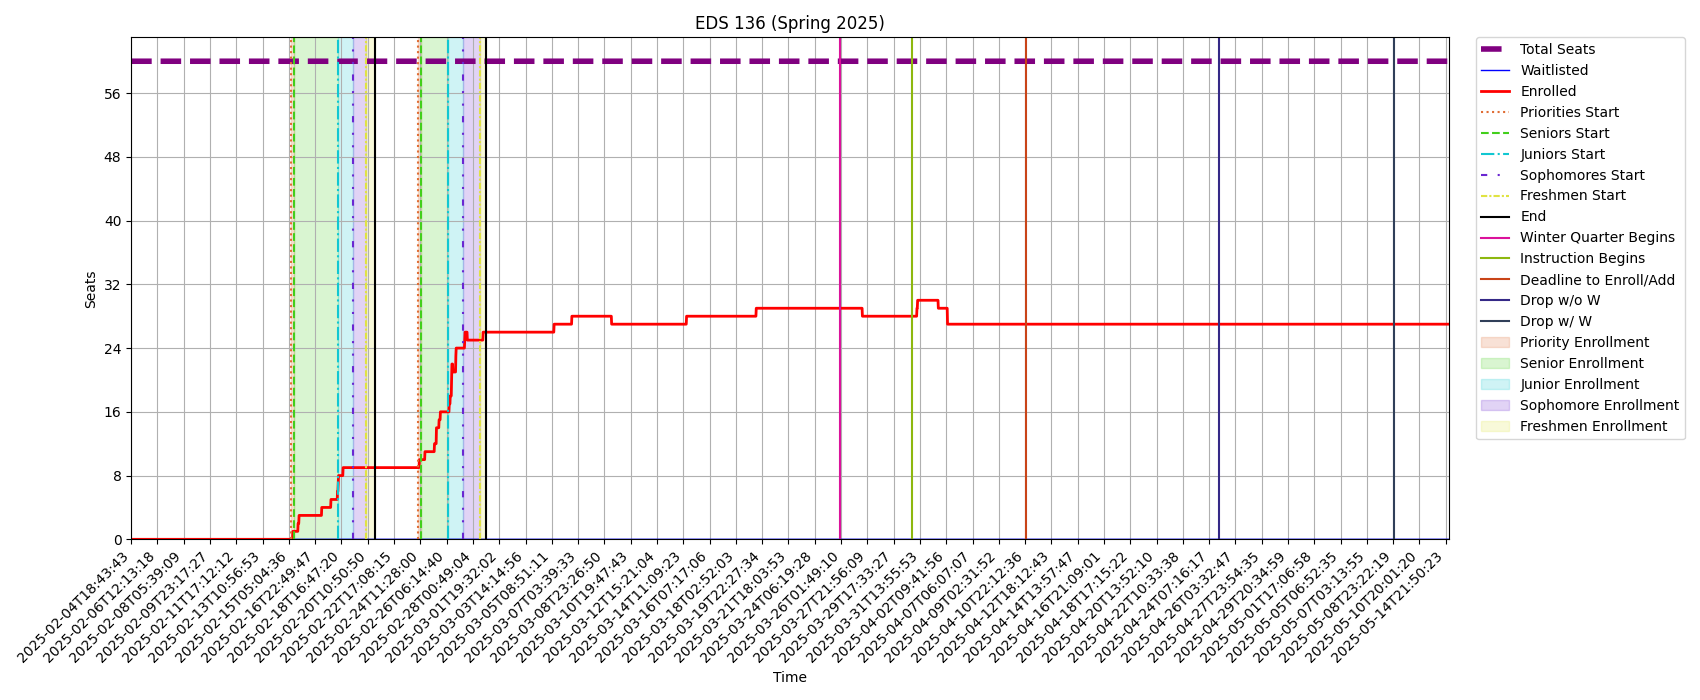 EDS 136 (Spring 2025)
Seats
56
48
40
32
24
16
8
0
2025-02-04T18:43:43
2025-02-06T12:13:18
2025-02-08T05:39:09
2025-02-09T23:17:27
2025-02-11T17:12:12
2025-02-13T10:56:53
2025-02-15T05:04:36
2025-02-16T22:49:47
2025-02-18T16:47:20
2025-02-20T10:50:50
2025-02-22T17:08:15
2025-02-24T11:28:00
2025-02-26T06:14:40
2025-02-28T00:49:04
2025-03-01T19:32:02
2025-03-03T14:14:56
2025-03-05T08:51:11
2025-03-07T03:39:33
2025-03-08T23:26:50
2025-03-10T19:47:43
2025-03-12T15:21:04
2025-03-14T11:09:23
2025-03-16T07:17:06
2025-03-18T02:52:03
2025-03-19T22:27:34
2025-03-21T18:03:53
2025-03-24T06:19:28
2025-03-26T01:49:10
2025-03-27T21:56:09
2025-03-29T17:33:27
2025-03-31T13:55:53
2025-04-02T09:41:56
2025-04-07T06:07:07
2025-04-09T02:31:52
2025-04-10T22:12:36
2025-04-12T18:12:43
2025-04-14T13:57:47
2025-04-16T21:09:01
2025-04-18T17:15:22
2025-04-20T13:52:10
2025-04-22T10:33:38
2025-04-24T07:16:17
2025-04-26T03:32:47
2025-04-27T23:54:35
2025-04-29T20:34:59
2025-05-01T17:06:58
2025-05-05T06:52:35
2025-05-07T03:13:55
2025-05-08T23:22:19
2025-05-10T20:01:20
2025-05-14T21:50:23
Time
Total Seats
Waitlisted
Enrolled
Priorities Start
Seniors Start
Juniors Start
Sophomores Start
Freshmen Start
End
Winter Quarter Begins
Instruction Begins
Deadline to Enroll/Add
Drop w/o W
Drop w/ W
Priority Enrollment
Senior Enrollment
Junior Enrollment
Sophomore Enrollment
Freshmen Enrollment